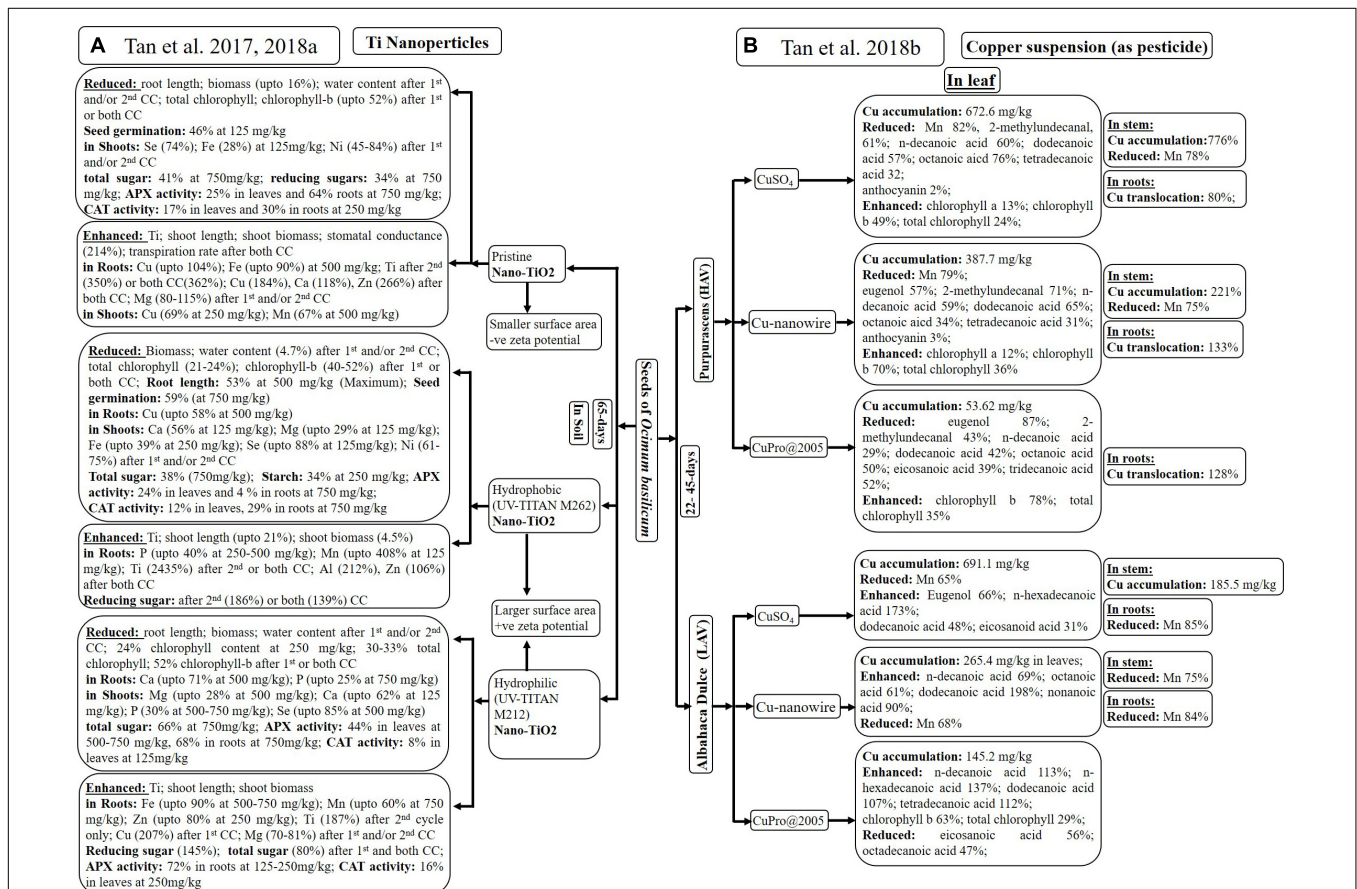 A
Tan et al. 2017, 2018a
Ti Nanoperticles
Reduced: root length; biomass (upto 16%); water content after 1st
and/or 2nd CC; total chlorophyll; chlorophyll-b (upto 52%) after 1st
or both CC
Seed germination: 46% at 125 mg/kg
in Shoots: Se (74%); Fe (28%) at 125mg/kg; Ni (45-84%) after 1st
and/or 2nd CC
total sugar: 41% at 750mg/kg; reducing sugars: 34% at 750
mg/kg; APX activity: 25% in leaves and 64% roots at 750 mg/kg;
CAT activity: 17% in leaves and 30% in roots at 250 mg/kg
Enhanced: Ti; shoot length; shoot biomass; stomatal conductance
(214%); transpiration rate after both CC
in Roots: Cu (upto 104%); Fe (upto 90%) at 500 mg/kg; Ti after 2nd
(350%) or both CC(362%); Cu (184%), Ca (118%), Zn (266%) after
both CC; Mg (80-115%) after 1st and/or 2nd CC
in Shoots: Cu (69% at 250 mg/kg); Mn (67% at 500 mg/kg)
Reduced: Biomass; water content (4.7%) after 1st and/or 2nd CC;
total chlorophyll (21-24%); chlorophyll-b (40-52%) after 1st or
both CC; Root length: 53% at 500 mg/kg (Maximum); Seed
germination: 59% (at 750 mg/kg)
in Roots: Cu (upto 58% at 500 mg/kg)
in Shoots: Ca (56% at 125 mg/kg); Mg (upto 29% at 125 mg/kg);
Fe (upto 39% at 250 mg/kg); Se (upto 88% at 125mg/kg); Ni (61-
75%) after 1st and/or 2nd CC
Total sugar: 38% (750mg/kg); Starch: 34% at 250 mg/kg; APX
activity: 24% in leaves and 4 % in roots at 750 mg/kg;
CAT activity: 12% in leaves, 29% in roots at 750 mg/kg)
Enhanced: Ti; shoot length (upto 21%); shoot biomass (4.5%)
in Roots: P (upto 40% at 250-500 mg/kg); Mn (upto 408% at 125
mg/kg); Ti (2435%) after 2nd or both CC; Al (212%), Zn (106%)
after both CC
Reducing sugar: after 2nd (186%) or both (139%) CC
Reduced: root length; biomass; water content after 1st and/or 2nd
CC; 24% chlorophyll content at 250 mg/kg; 30-33% total
chlorophyll; 52% chlorophyll-b after 1st or both CC
in Roots: Ca (upto 71% at 500 mg/kg); P (upto 25% at 750 mg/kg)
in Shoots: Mg (upto 28% at 500 mg/kg); Ca (upto 62% at 125
mg/kg); P (30% at 500-750 mg/kg); Se (upto 85% at 500 mg/kg)
total sugar: 66% at 750mg/kg; APX activity: 44% in leaves at
500-750 mg/kg, 68% in roots at 750mg/kg; CAT activity: 8% in
leaves at 125mg/kg
Enhanced: Ti; shoot length; shoot biomass
in Roots: Fe (upto 90% at 500-750 mg/kg); Mn (upto 60% at 750
mg/kg); Zn (upto 80% at 250 mg/kg); Ti (187%) after 2nd cycle
only; Cu (207%) after 1st CC; Mg (70-81%) after 1st and/or 2nd CC
Reducing sugar (145%); total sugar (80%) after 1st and both CC;
APX activity: 72% in roots at 125-250mg/kg; CAT activity: 16%
in leaves at 250mg/kg
Pristine
Nano-TiO2
Smaller surface area
-ve zeta potential
Hydrophobic
(UV-TITAN M262)
Nano-TiO2
Larger surface area
+ve zeta potential
Hydrophilic
(UV-TITAN
M212)
Nano-TiO2
65-days
In Soil
Seeds of Ocimum basilicum
22- 45-days
Purpurascens (HAV)
Albahaca Dulce (LAV)
B
Tan et al. 2018b
Copper suspension (as pesticide)
In leaf
CuSO4
Cu accumulation: 672.6 mg/kg
Reduced: Mn 82%, 2-methylundecanal,
61%; n-decanoic acid 60%; dodecanoic
acid 57%; octanoic aicd 76%; tetradecanoic
acid 32;
anthocyanin 2%;
Enhanced: chlorophyll a 13%; chlorophyll
b 49%; total chlorophyll 24%;
In stem:
Cu accumulation:776%
Reduced: Mn 78%
In roots:
Cu translocation: 80%;
Cu-nanowire
Cu accumulation: 387.7 mg/kg
Reduced: Mn 79%;
eugenol 57%; 2-methyldecanal 71%; n-
decanoic acid 59%; dodecanoic acid 65%;
octanoic aicd 34%; tetradecanoic acid 31%;
anthocyanin 3%;
Enhanced: chlorophyll a 12%; chlorophyll
b 70%; total chlorophyll 36%
In stem:
Cu accumulation: 221%
Reduced: Mn 75%
In roots:
Cu translocation: 133%
CuPro@2005
Cu accumulation: 53.62 mg/kg
Reduced: eugenol 87%; 2-
methylundecanal 43%; n-decanoic acid
29%; dodecanoic acid 42%; octanoic acid
50%; eicosanoic acid 39%; tridecanoic acid
52%;
Enhanced: chlorophyll b 78%; total
chlorophyll 35%
In roots:
Cu translocation: 128%
CuSO4
Cu accumulation: 691.1 mg/kg
Reduced: Mn 65%
Enhanced: Eugenol 66%; n-hexadecanoic
acid 173%;
dodecanoic acid 48%; eicosanoid acid 31%
In stem:
Cu accumulation: 185.5 mg/kg
In roots:
Reduced: Mn 85%
Cu-nanowire
Cu accumulation: 265.4 mg/kg in leaves;
Enhanced: n-decanoic acid 69%; octanoic
acid 61%; dodecanoic acid 198%; nonanoic
acid 90%;
Reduced: Mn 68%
In stem:
Reduced: Mn 75%
In roots:
Reduced: Mn 84%
CuPro@2005
Cu accumulation: 145.2 mg/kg
Enhanced: n-decanoic acid 113%; n-
hexadecanoic acid 137%; dodecanoic acid
107%; tetradecanoic acid 112%;
chlorophyll b 63%; total chlorophyll 29%;
Reduced: eicosanoic acid 56%;
octadecanoic acid 47%;